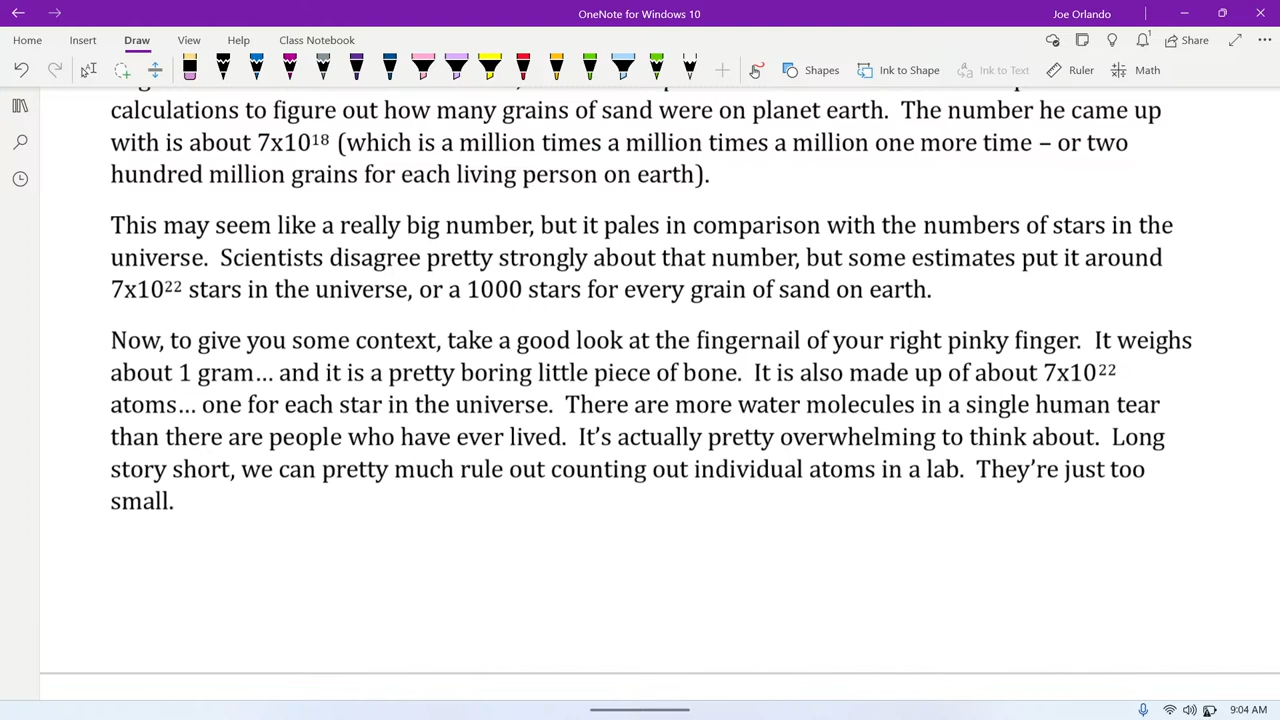 OneNote for Windows 10
Joe Orlando
Home Insert Draw View Help Class Notebook
Share
Shapes Ink to Shape Ink to Text Ruler Math
calculations to figure out how many grains of sand were on planet earth. The number he came up
with is about 7x10¹⁸ (which is a million times a million times a million one more time – or two
hundred million grains for each living person on earth).
This may seem like a really big number, but it pales in comparison with the numbers of stars in the
universe. Scientists disagree pretty strongly about that number, but some estimates put it around
7x10²² stars in the universe, or a 1000 stars for every grain of sand on earth.
Now, to give you some context, take a good look at the fingernail of your right pinky finger. It weighs
about 1 gram… and it is a pretty boring little piece of bone. It is also made up of about 7x10²²
atoms… one for each star in the universe. There are more water molecules in a single human tear
than there are people who have ever lived. It’s actually pretty overwhelming to think about. Long
story short, we can pretty much rule out counting out individual atoms in a lab. They’re just too
small.
9:04 AM